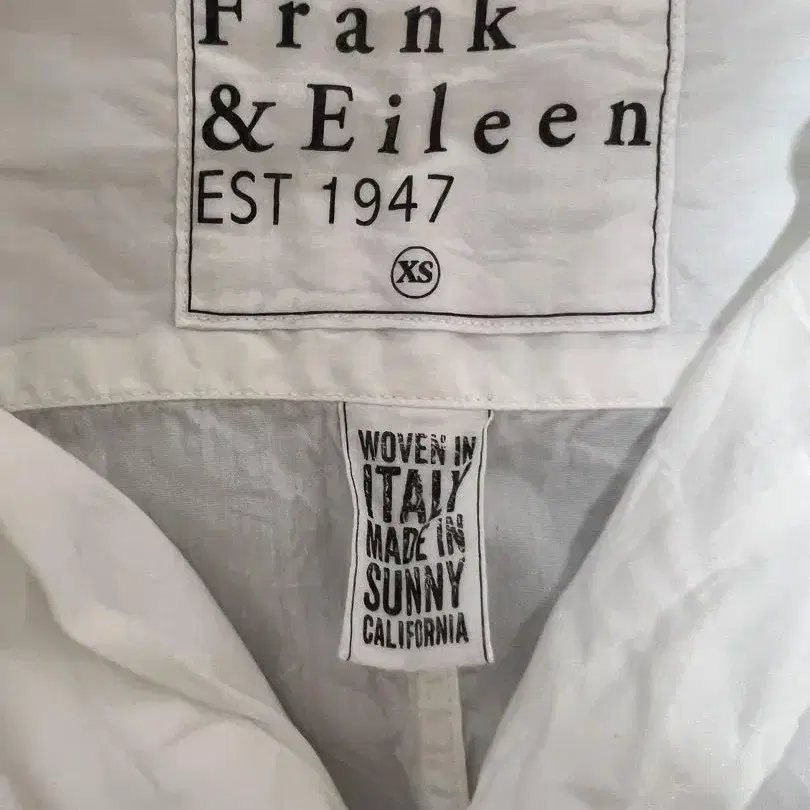 Frank
& Eileen
EST 1947
XS
WOVEN IN
ITALY
MADE IN
SUNNY
CALIFORNIA